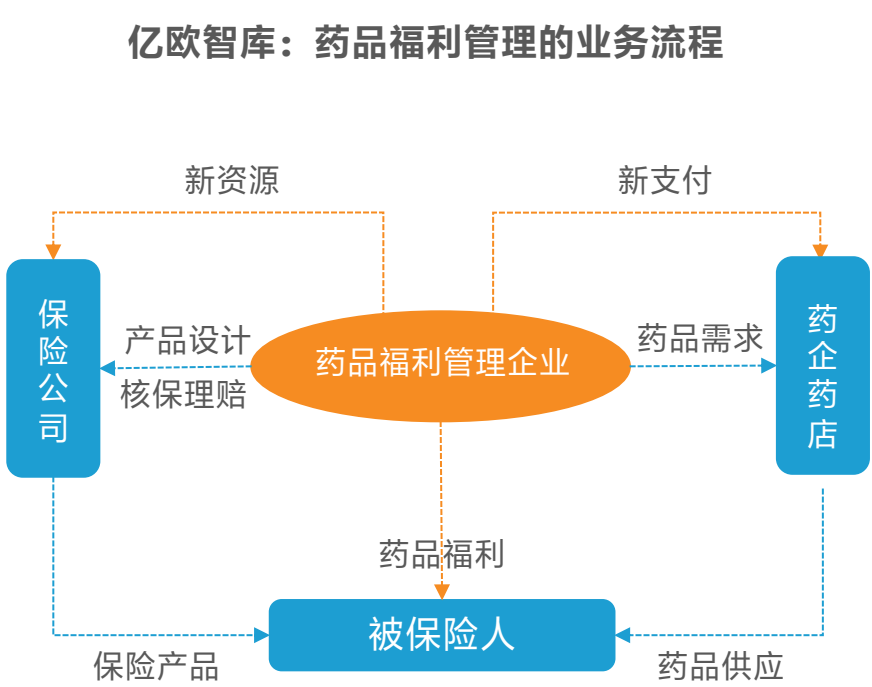 亿欧智库：药品福利管理的业务流程
新资源
新支付
保险公司
产品设计
核保理赔
药品福利管理企业
药品需求
药企药店
药品福利
被保险人
保险产品
药品供应